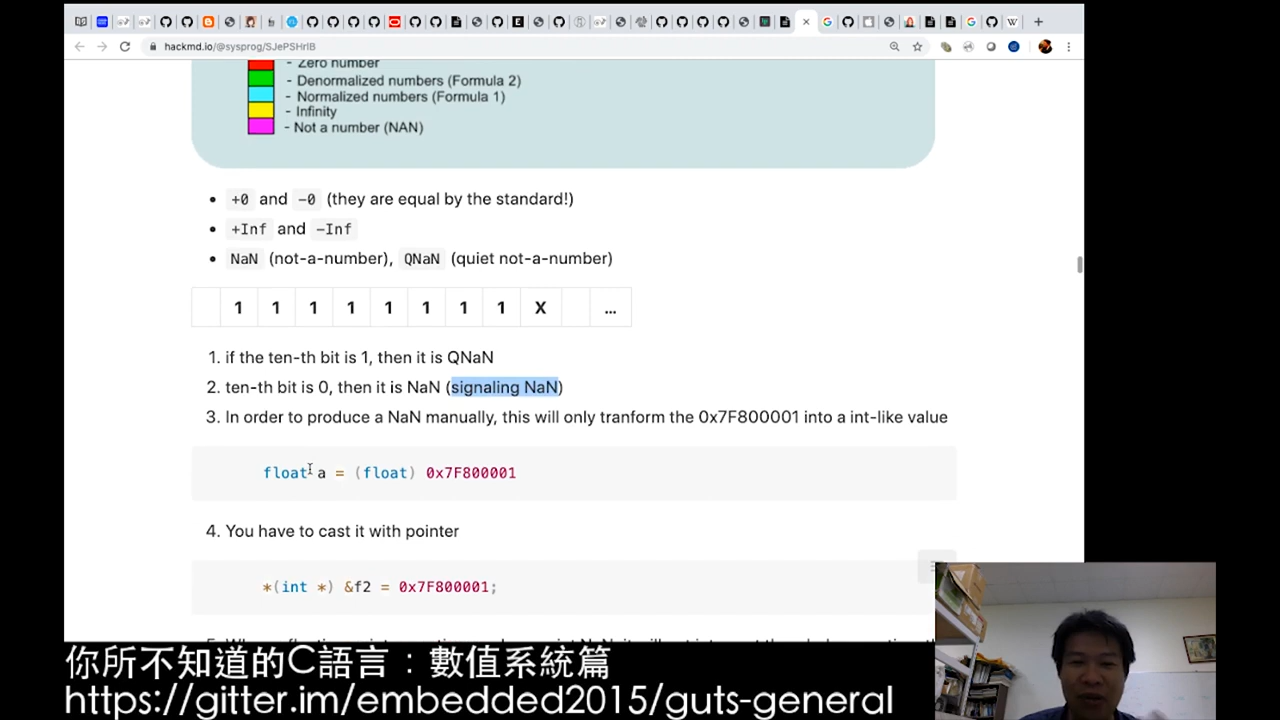 hackmd.io/@sysprog/SJePSHrlB
- Zero number
- Denormalized numbers (Formula 2)
- Normalized numbers (Formula 1)
- Infinity
- Not a number (NAN)
• +0 and -0 (they are equal by the standard!)
• +Inf and -Inf
• NaN (not-a-number), QNaN (quiet not-a-number)
1 1 1 1 1 1 1 1 X ...
1. if the ten-th bit is 1, then it is QNaN
2. ten-th bit is 0, then it is NaN (signaling NaN)
3. In order to produce a NaN manually, this will only tranform the 0x7F800001 into a int-like value
float a = (float) 0x7F800001
4. You have to cast it with pointer
*(int *) &f2 = 0x7F800001;
你所不知道的C語言：數值系統篇
https://gitter.im/embedded2015/guts-general